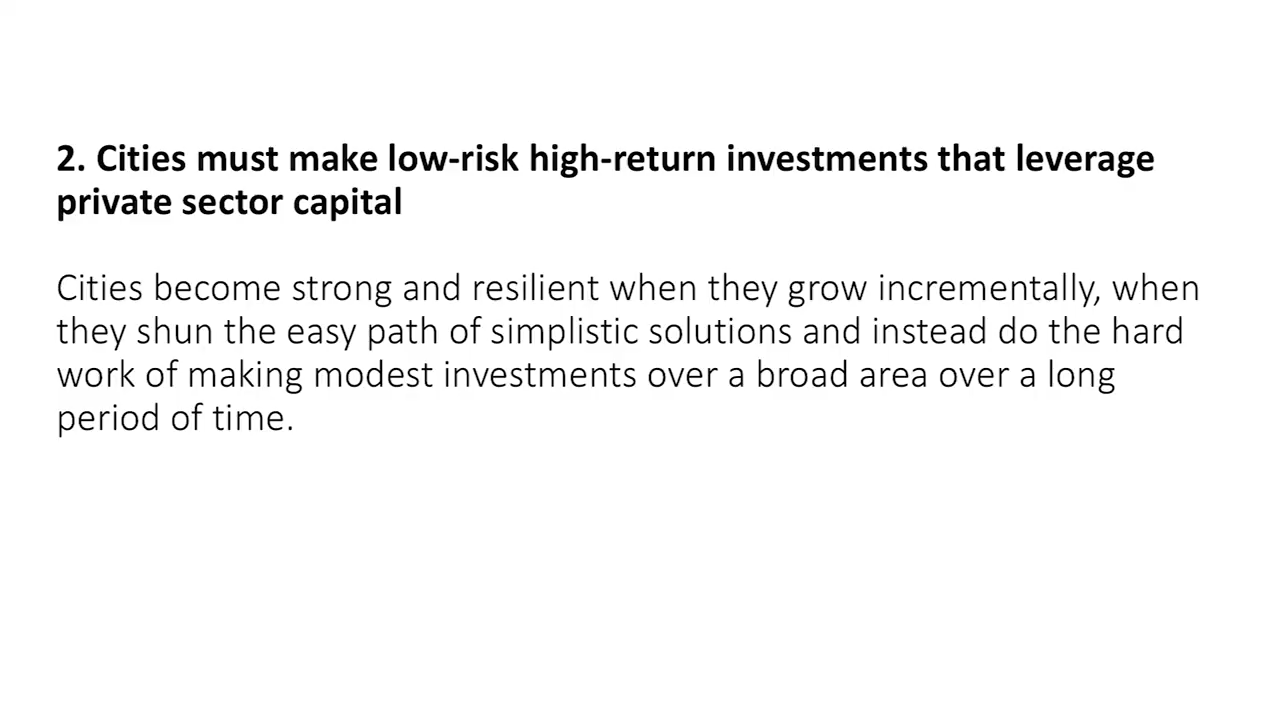 2. Cities must make low-risk high-return investments that leverage
private sector capital
Cities become strong and resilient when they grow incrementally, when
they shun the easy path of simplistic solutions and instead do the hard
work of making modest investments over a broad area over a long
period of time.